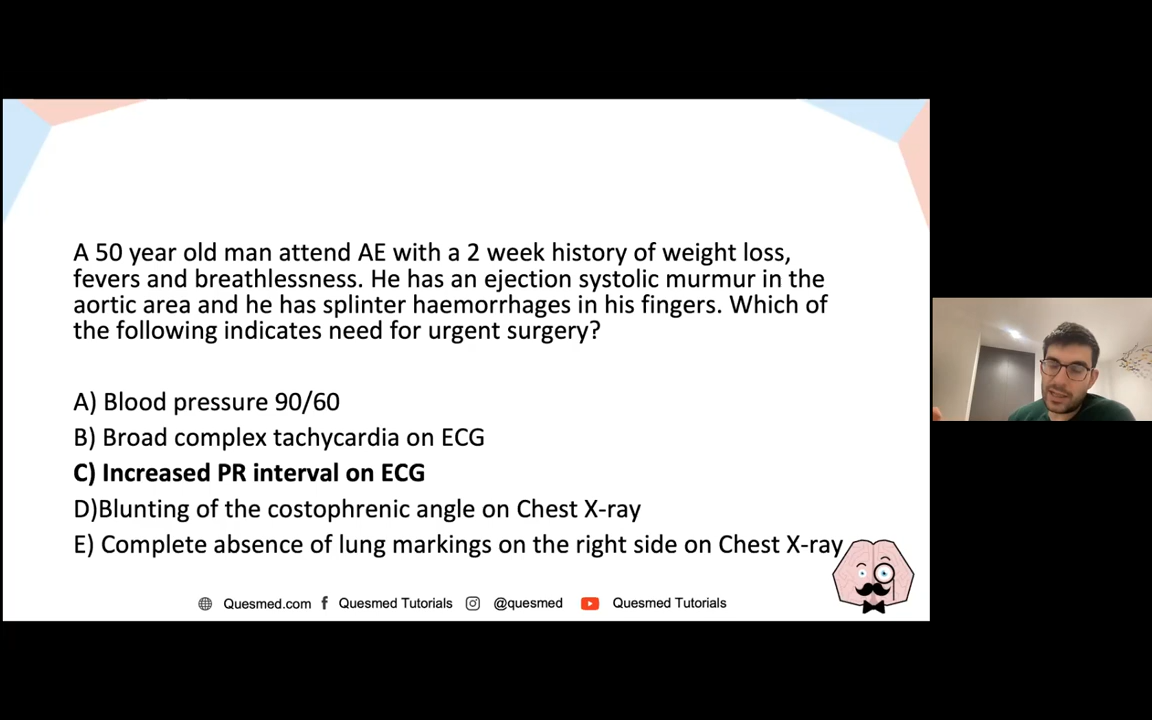 A 50 year old man attend AE with a 2 week history of weight loss,
fevers and breathlessness. He has an ejection systolic murmur in the
aortic area and he has splinter haemorrhages in his fingers. Which of
the following indicates need for urgent surgery?
A) Blood pressure 90/60
B) Broad complex tachycardia on ECG
C) Increased PR interval on ECG
D)Blunting of the costophrenic angle on Chest X-ray
E) Complete absence of lung markings on the right side on Chest X-ray
Quesmed.com f Quesmed Tutorials @quesmed Quesmed Tutorials